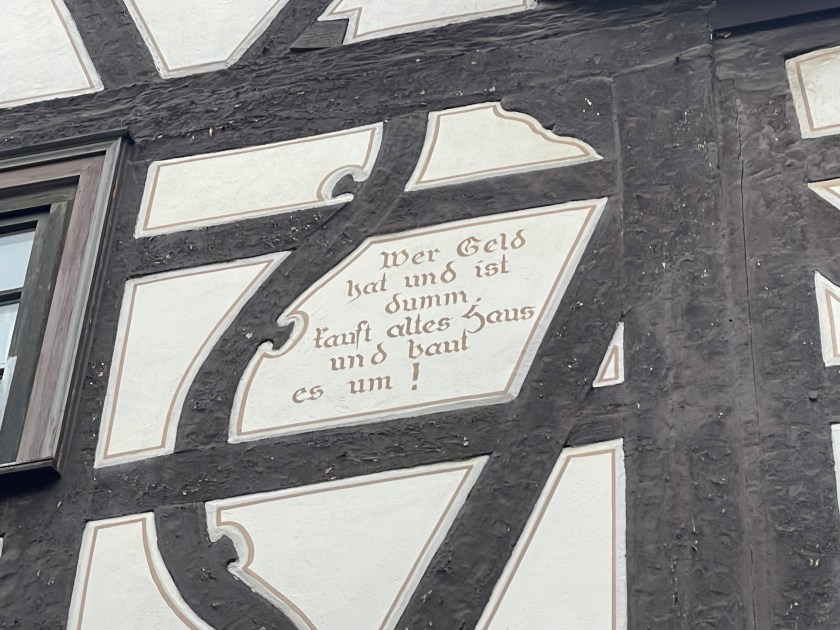 Wer Geld
hat und ist
dumm,
kauft altes Haus
und baut
es um !